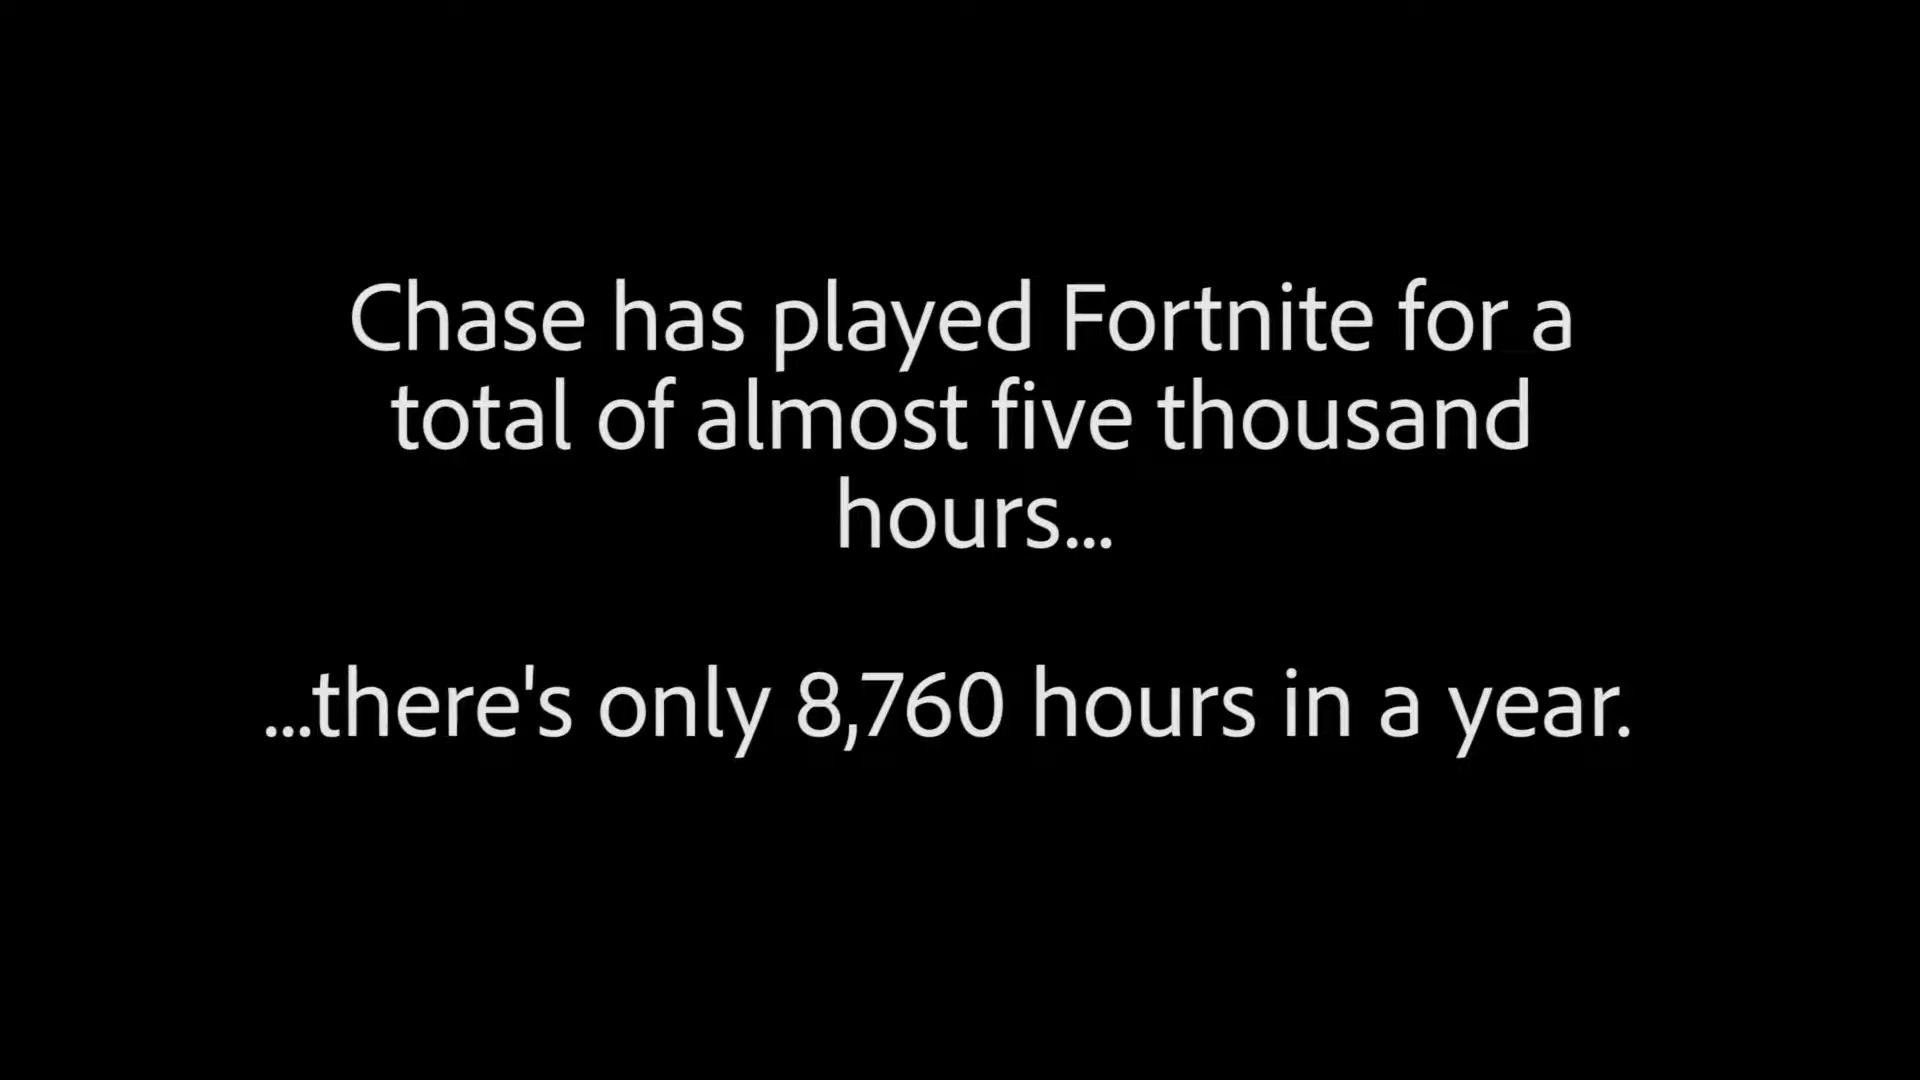 Chase has played Fortnite for a
total of almost five thousand
hours...
...there's only 8,760 hours in a year.